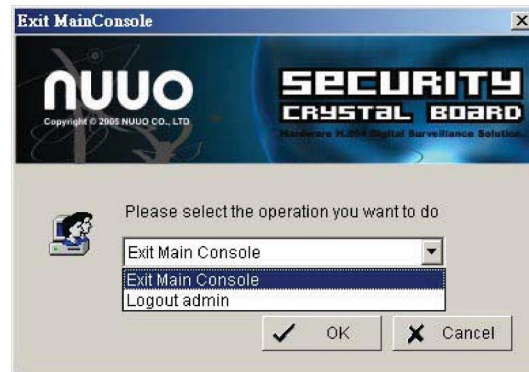 Exit MainConsole
nuuo
Copyright © 2005 NUUO CO., LTD
SECURITY
CRYSTAL BOARD
Hardware H.264 Digital Surveillance Solution.
Please select the operation you want to do
Exit Main Console
Exit Main Console
Logout admin
OK
Cancel